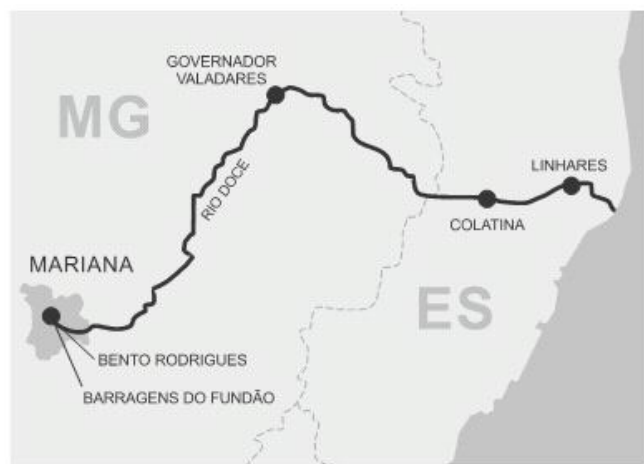 GOVERNADOR
VALADARES
MG
RIO DOCE
LINHARES
COLATINA
MARIANA
ES
BENTO RODRIGUES
BARRAGENS DO FUNDÃO